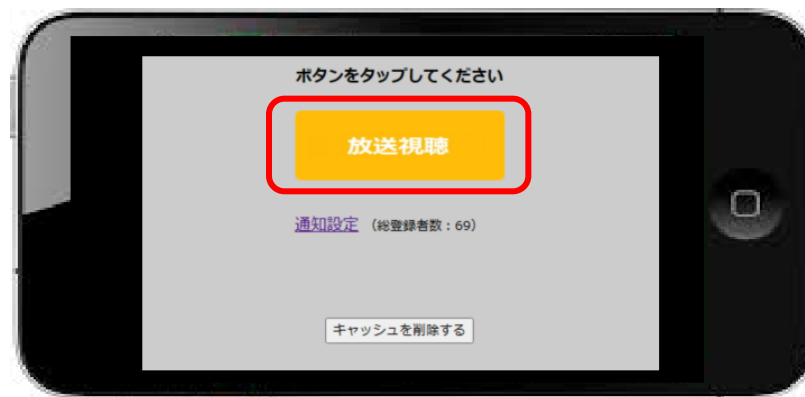 ボタンをタップしてください
放送視聴
通知設定 （総登録者数：69）
キャッシュを削除する